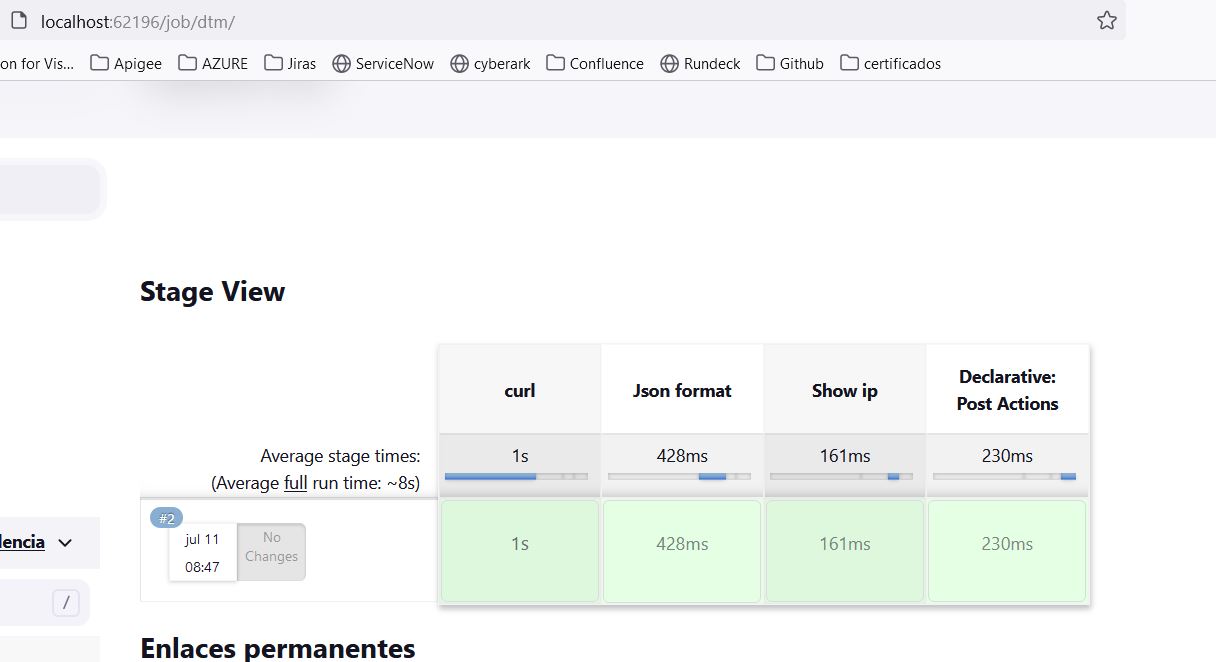 localhost:62196/job/dtm/
on for Vis... Apigee AZURE Jiras ServiceNow cyberark Confluence Rundeck Github certificados
Stage View
curl Json format Show ip Declarative: Post Actions
Average stage times: 1s 428ms 161ms 230ms
(Average full run time: ~8s)
#2
jul 11 No
08:47 Changes
1s 428ms 161ms 230ms
lencia
/
Enlaces permanentes